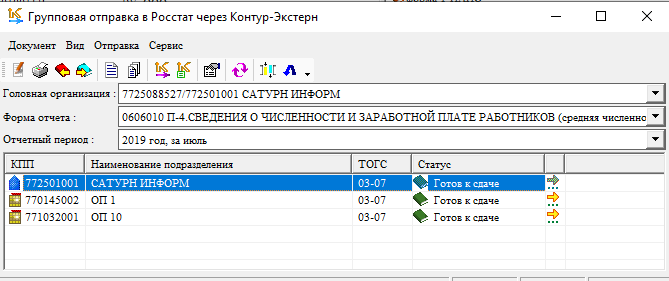 Групповая отправка в Росстат через Контур-Экстерн
Документ Вид Отправка Сервис
Головная организация : 7725088527/772501001 САТУРН ИНФОРМ
Форма отчета : 0606010 П-4.СВЕДЕНИЯ О ЧИСЛЕННОСТИ И ЗАРАБОТНОЙ ПЛАТЕ РАБОТНИКОВ (средняя численно
Отчетный период : 2019 год, за июль
КПП Наименование подразделения ТОГС Статус
772501001 САТУРН ИНФОРМ 03-07 Готов к сдаче
770145002 ОП 1 03-07 Готов к сдаче
771032001 ОП 10 03-07 Готов к сдаче